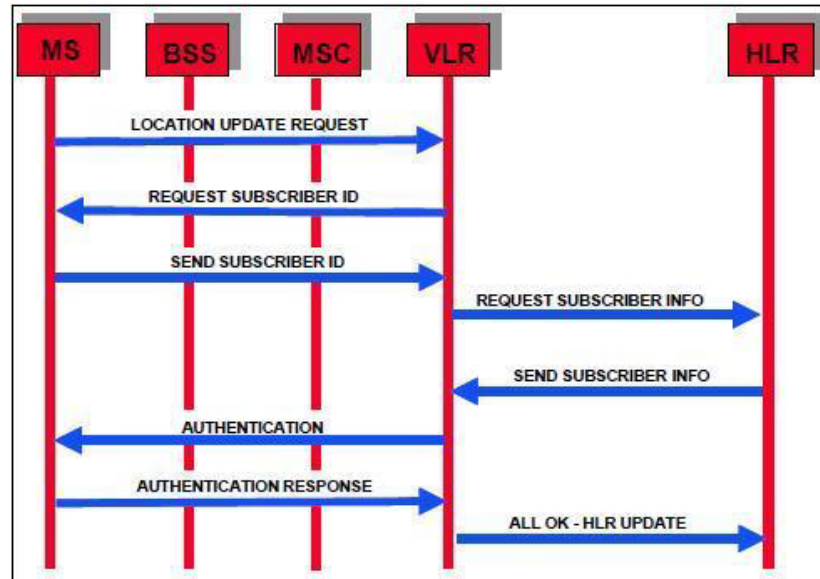 MS
BSS
MSC
VLR
HLR
LOCATION UPDATE REQUEST
REQUEST SUBSCRIBER ID
SEND SUBSCRIBER ID
REQUEST SUBSCRIBER INFO
SEND SUBSCRIBER INFO
AUTHENTICATION
AUTHENTICATION RESPONSE
ALL OK - HLR UPDATE